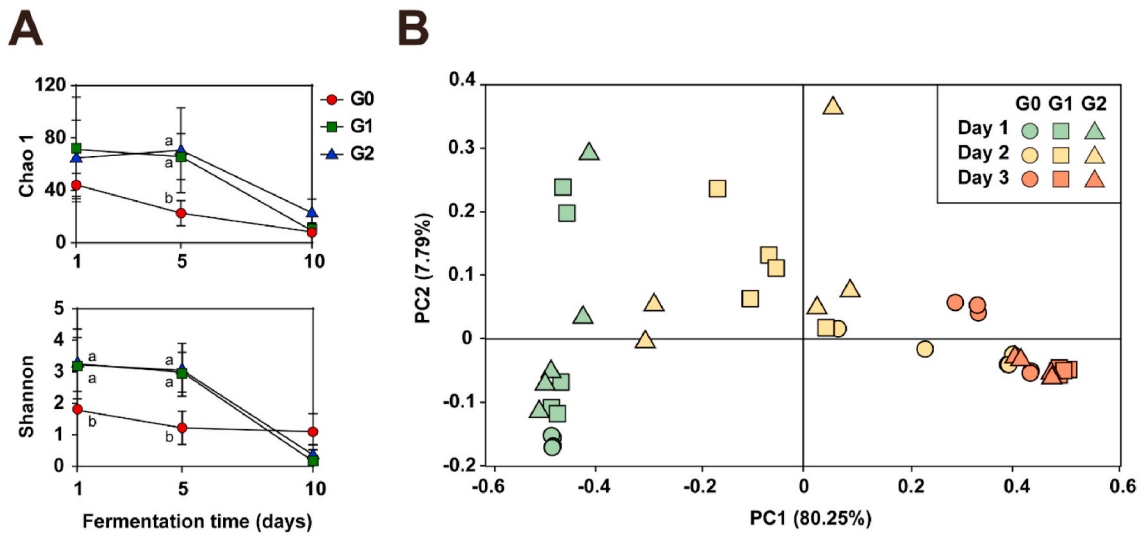 A
B
120
80
40
0
Chao 1
a
a
b
1
5
10
G0
G1
G2
5
4
3
2
1
0
Shannon
a
a
b
a
a
b
1
5
10
Fermentation time (days)
0.4
0.3
0.2
0.1
0
-0.1
-0.2
PC2 (7.79%)
G0 G1 G2
Day 1
Day 2
Day 3
-0.6 -0.4 -0.2 0 0.2 0.4 0.6
PC1 (80.25%)